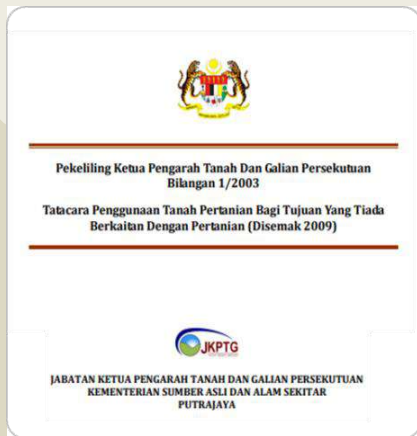 Pekeliling Ketua Pengarah Tanah Dan Galian Persekutuan
Bilangan 1/2003
Tatacara Penggunaan Tanah Pertanian Bagi Tujuan Yang Tiada
Berkaitan Dengan Pertanian (Disemak 2009)
JKPTG
JABATAN KETUA PENGARAH TANAH DAN GALIAN PERSEKUTUAN
KEMENTERIAN SUMBER ASLI DAN ALAM SEKITAR
PUTRAJAYA